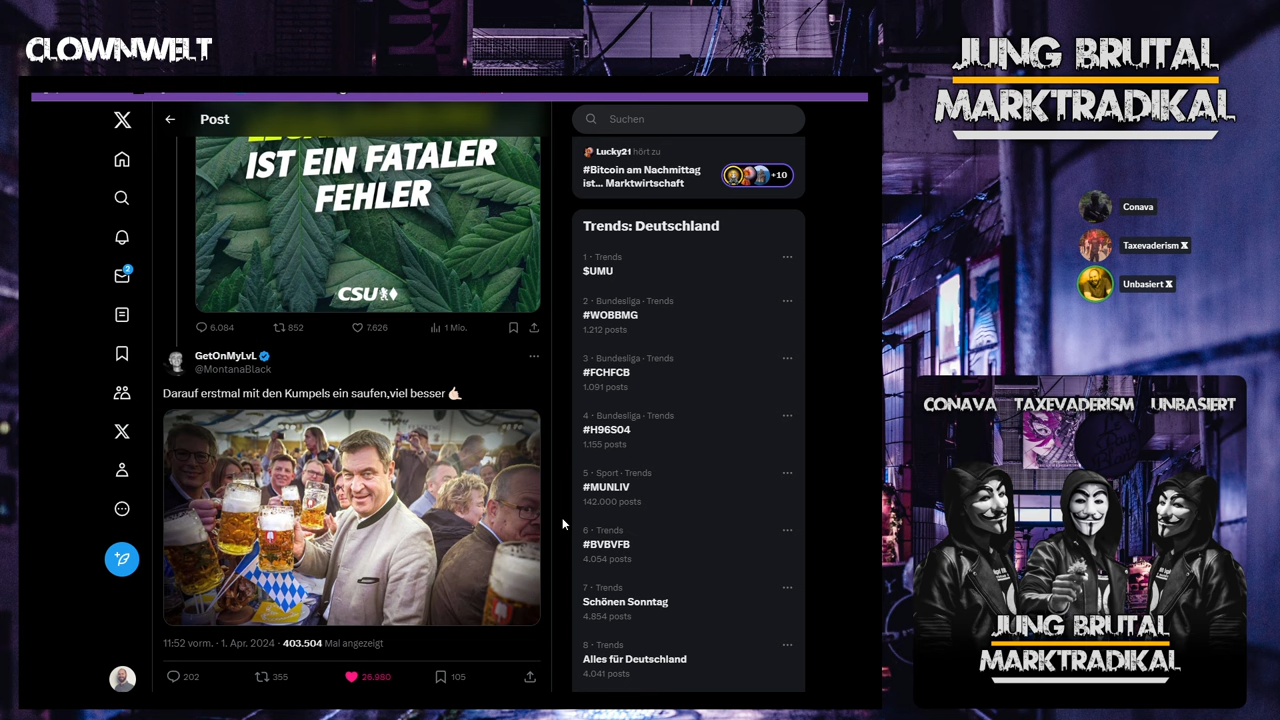 CLOWNWELT
JUNG BRUTAL
MARKTRADIKAL
Post
IST EIN FATALER
FEHLER
CSU
6.084
852
7.626
1 Mio.
GetOnMyLvL
@MontanaBlack
Darauf erstmal mit den Kumpels ein saufen,viel besser
11:52 vorm. · 1. Apr. 2024 · 403.504 Mal angezeigt
202
355
26.980
105
2
Suchen
Lucky21 hört zu
#Bitcoin am Nachmittag
ist... Marktwirtschaft
+10
Trends: Deutschland
1 · Trends
$UMU
2 · Bundesliga · Trends
#WOBBMG
1.212 posts
3 · Bundesliga · Trends
#FCHFCB
1.091 posts
4 · Bundesliga · Trends
#H96S04
1.155 posts
5 · Sport · Trends
#MUNLIV
142.000 posts
6 · Trends
#BVBVFB
4.054 posts
7 · Trends
Schönen Sonntag
4.854 posts
8 · Trends
Alles für Deutschland
4.041 posts
Conava
Taxevaderism X
Unbasiert X
CONAVA TAXEVADERISM UNBASIERT
JUNG BRUTAL
MARKTRADIKAL